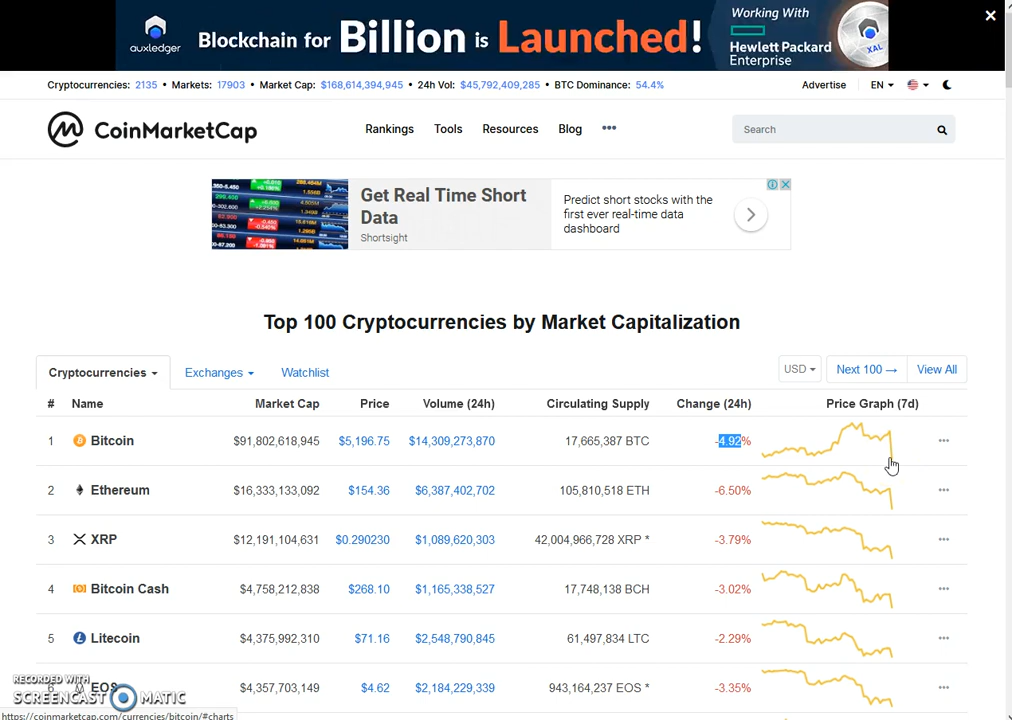 auxledger
Blockchain for Billion is Launched!
Working With
Hewlett Packard
Enterprise
XAL
Cryptocurrencies: 2135 • Markets: 17903 • Market Cap: $168,614,394,945 • 24h Vol: $45,792,409,285 • BTC Dominance: 54.4%
Advertise EN
CoinMarketCap
Rankings Tools Resources Blog •••
Search
Get Real Time Short
Data
Shortsight
Predict short stocks with the
first ever real-time data
dashboard
Top 100 Cryptocurrencies by Market Capitalization
Cryptocurrencies Exchanges Watchlist USD Next 100 → View All
# Name Market Cap Price Volume (24h) Circulating Supply Change (24h) Price Graph (7d)
1 Bitcoin $91,802,618,945 $5,196.75 $14,309,273,870 17,665,387 BTC -4.92%
2 Ethereum $16,333,133,092 $154.36 $6,387,402,702 105,810,518 ETH -6.50%
3 XRP $12,191,104,631 $0.290230 $1,089,620,303 42,004,966,728 XRP * -3.79%
4 Bitcoin Cash $4,758,212,838 $268.10 $1,165,338,527 17,748,138 BCH -3.02%
5 Litecoin $4,375,992,310 $71.16 $2,548,790,845 61,497,834 LTC -2.29%
6 EOS $4,357,703,149 $4.62 $2,184,229,339 943,164,237 EOS * -3.35%
RECORDED WITH
SCREENCAST MATIC
https://coinmarketcap.com/currencies/bitcoin/#charts